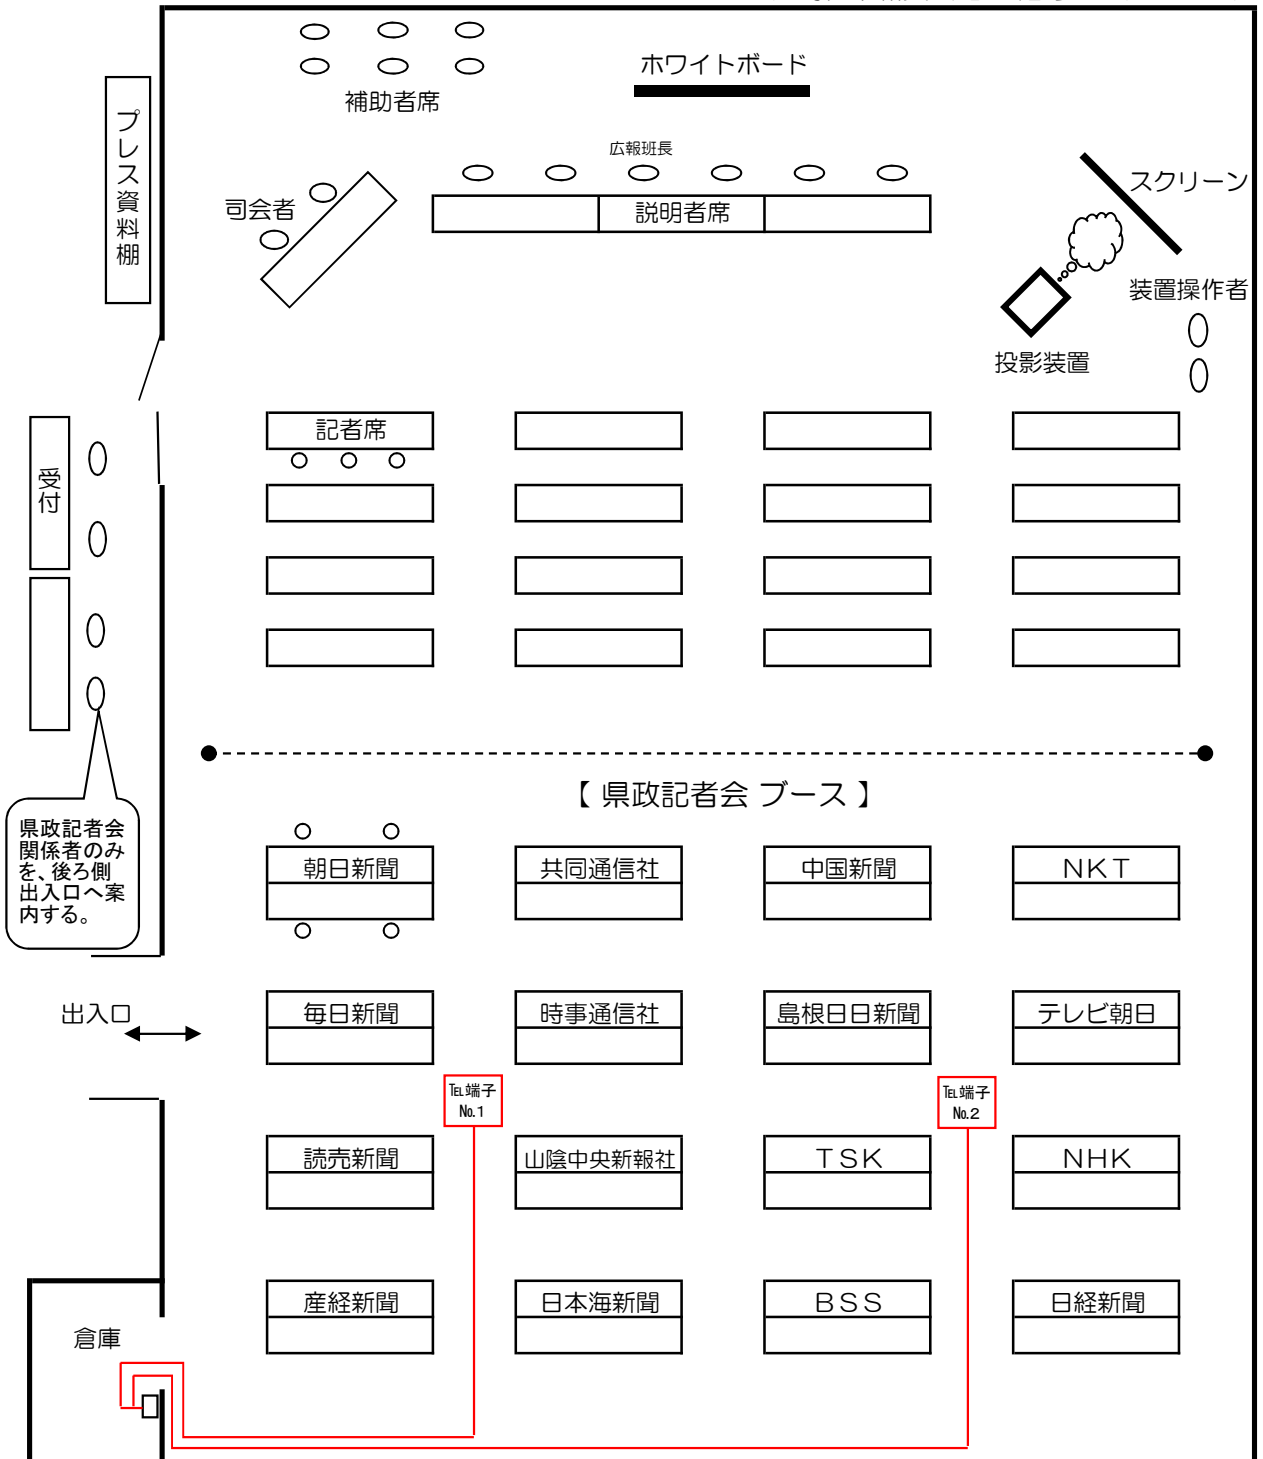 ホワイトボード
補助者席
プレス資料棚
広報班長
スクリーン
司会者
説明者席
装置操作者
投影装置
記者席
受付
【 県政記者会 ブース 】
県政記者会
関係者のみ
を、後ろ側
出入口へ案
内する。
朝日新聞
共同通信社
中国新聞
NKT
出入口
毎日新聞
時事通信社
島根日日新聞
テレビ朝日
℡端子
№1
℡端子
№2
読売新聞
山陰中央新報社
TSK
NHK
産経新聞
日本海新聞
BSS
日経新聞
倉庫